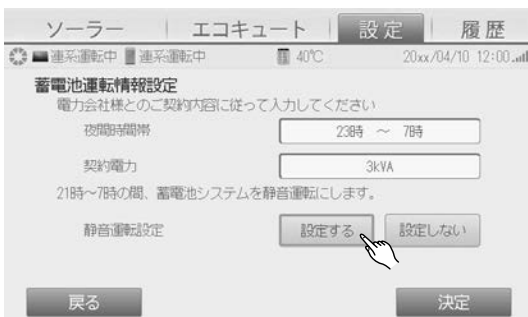 ソーラー エコキュート 設定 履歴
連系運転中 連系運転中 40℃ 20xx/04/10 12:00
蓄電池運転情報設定
電力会社様とのご契約内容に従って入力してください
夜間時間帯 23時 ～ 7時
契約電力 3kVA
21時～7時の間、蓄電池システムを静音運転にします。
静音運転設定 設定する 設定しない
戻る 決定